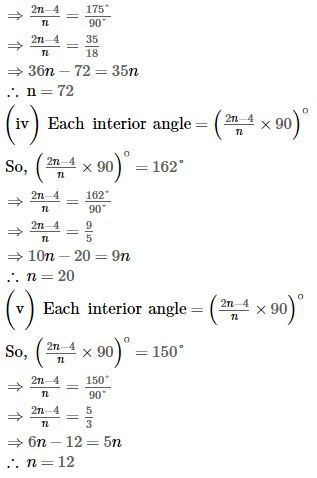 ⇒ 2n−4/n = 175°/90°
⇒ 2n−4/n = 35/18
⇒ 36n − 72 = 35n
∴ n = 72
(iv) Each interior angle = (2n−4/n × 90)°
So, (2n−4/n × 90)° = 162°
⇒ 2n−4/n = 162°/90°
⇒ 2n−4/n = 9/5
⇒ 10n − 20 = 9n
∴ n = 20
(v) Each interior angle = (2n−4/n × 90)°
So, (2n−4/n × 90)° = 150°
⇒ 2n−4/n = 150°/90°
⇒ 2n−4/n = 5/3
⇒ 6n − 12 = 5n
∴ n = 12